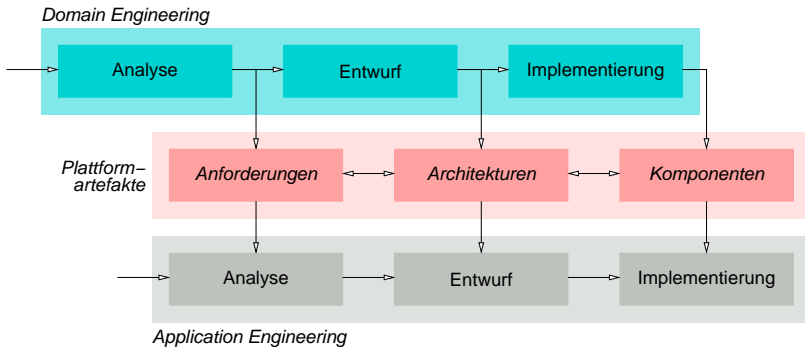 Domain Engineering
Analyse
Entwurf
Implementierung
Plattform–
artefakte
Anforderungen
Architekturen
Komponenten
Analyse
Entwurf
Implementierung
Application Engineering